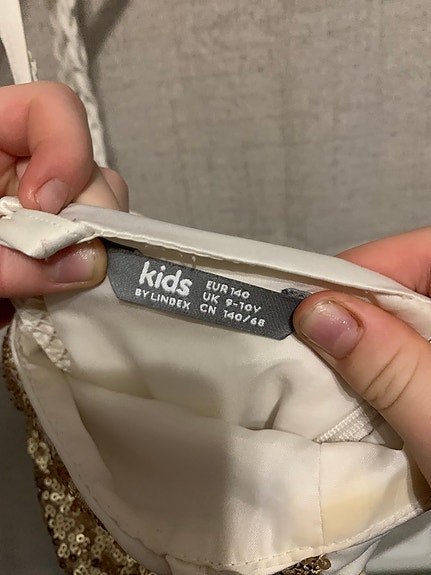 kids
BY LINDEX
EUR 140
UK 9-10Y
CN 140/68